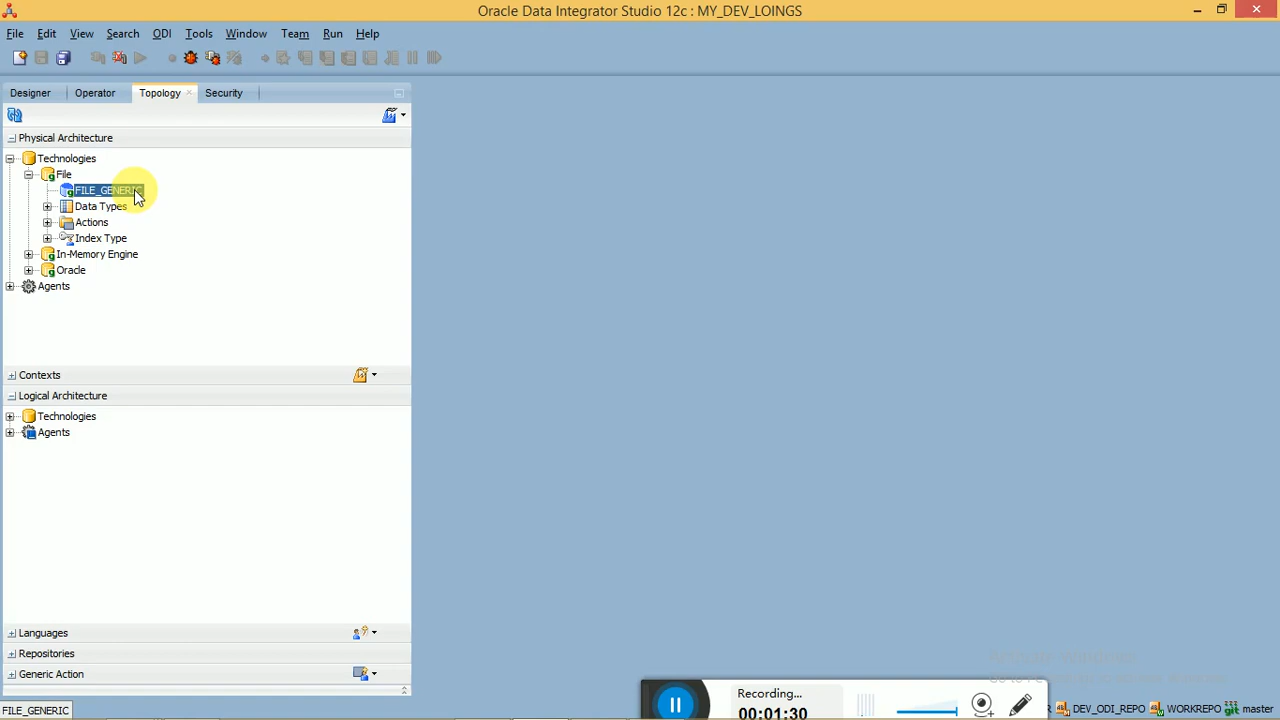 Oracle Data Integrator Studio 12c : MY_DEV_LOINGS
File Edit View Search ODI Tools Window Team Run Help
Designer Operator Topology Security
Physical Architecture
Technologies
File
FILE_GENERIC
Data Types
Actions
Index Type
In-Memory Engine
Oracle
Agents
Contexts
Logical Architecture
Technologies
Agents
Languages
Repositories
Generic Action
Recording...
00:01:30
FILE_GENERIC
DEV_ODI_REPO WORKREPO git master